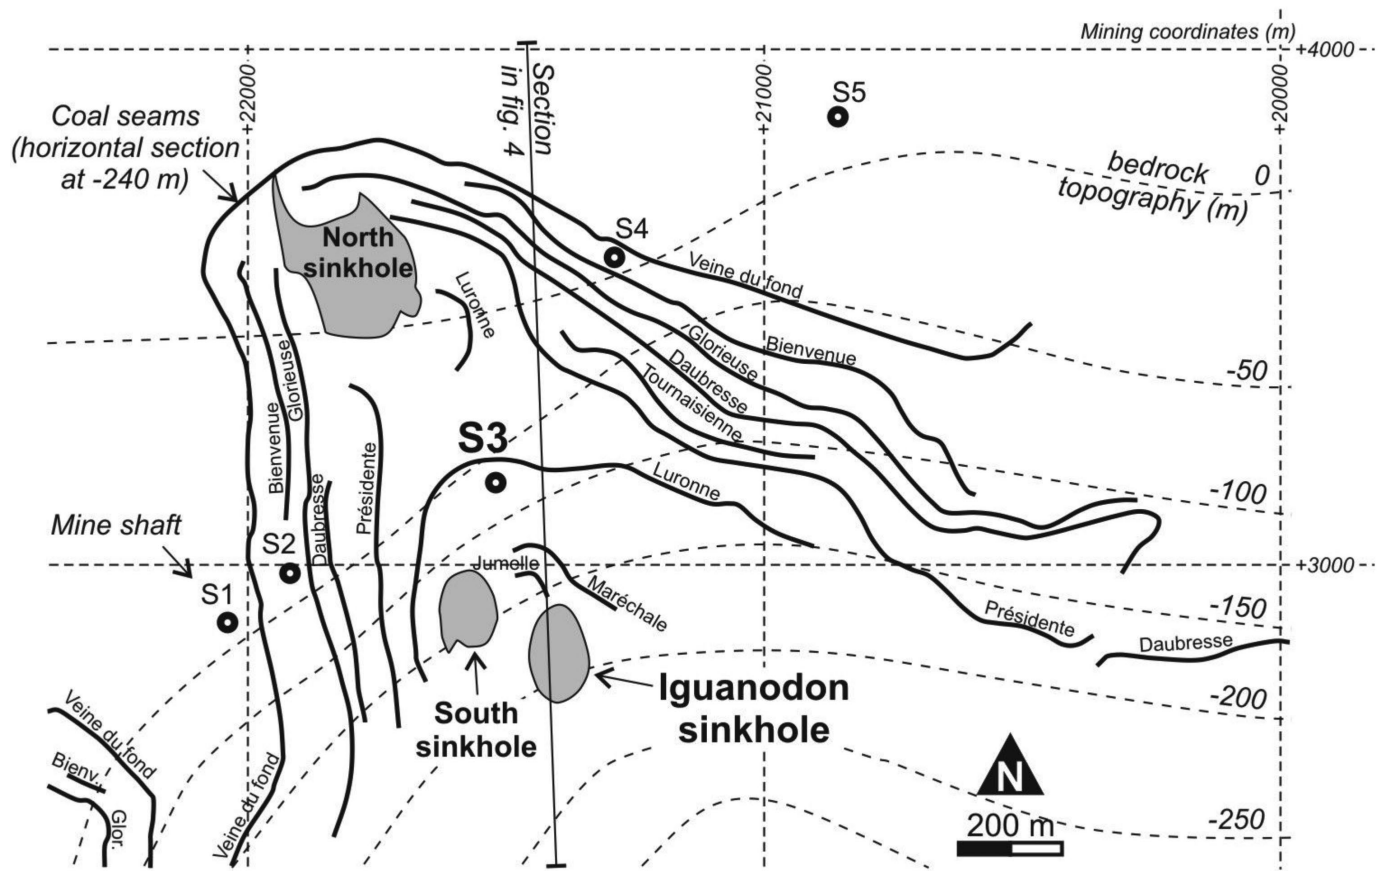 Mining coordinates (m)
+4000
+22000
+21000
+20000
Section
in fig. 4
S5
Coal seams
(horizontal section
at -240 m)
bedrock
topography (m)
0
North
sinkhole
S4
Veine du fond
Luronne
Glorieuse
Bienvenue
Daubresse
Tournaisienne
-50
Bienvenue
Glorieuse
Daubresse
Présidente
S3
Luronne
-100
Mine shaft
S2
S1
+3000
Jumelle
Maréchale
-150
Présidente
Daubresse
-200
Iguanodon
sinkhole
South
sinkhole
Veine du fond
Bienv.
Glor.
Veine du fond
N
200 m
-250